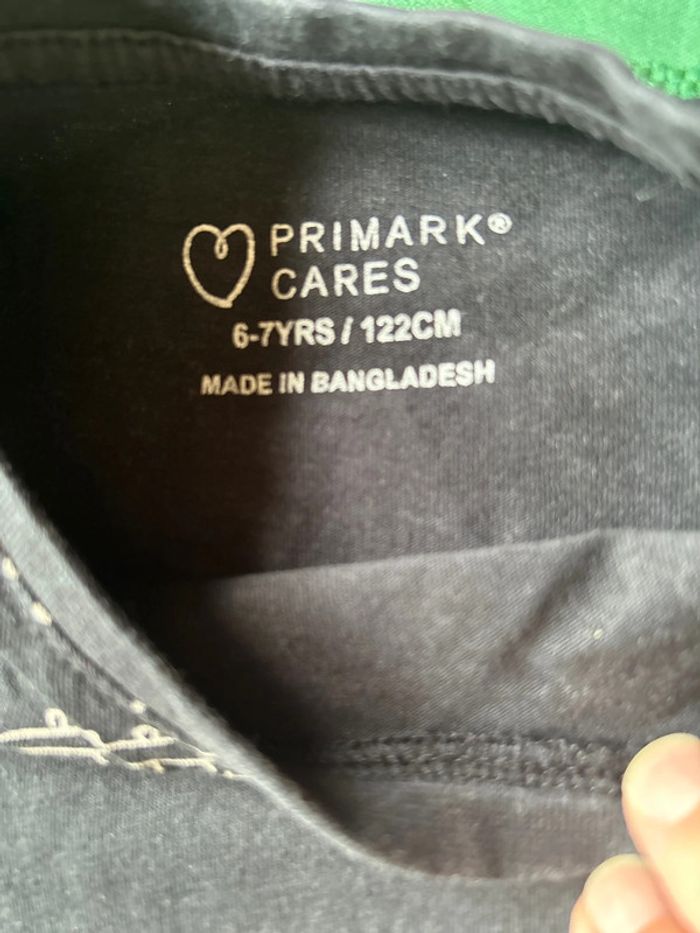 PRIMARK®
CARES
6-7YRS / 122CM
MADE IN BANGLADESH